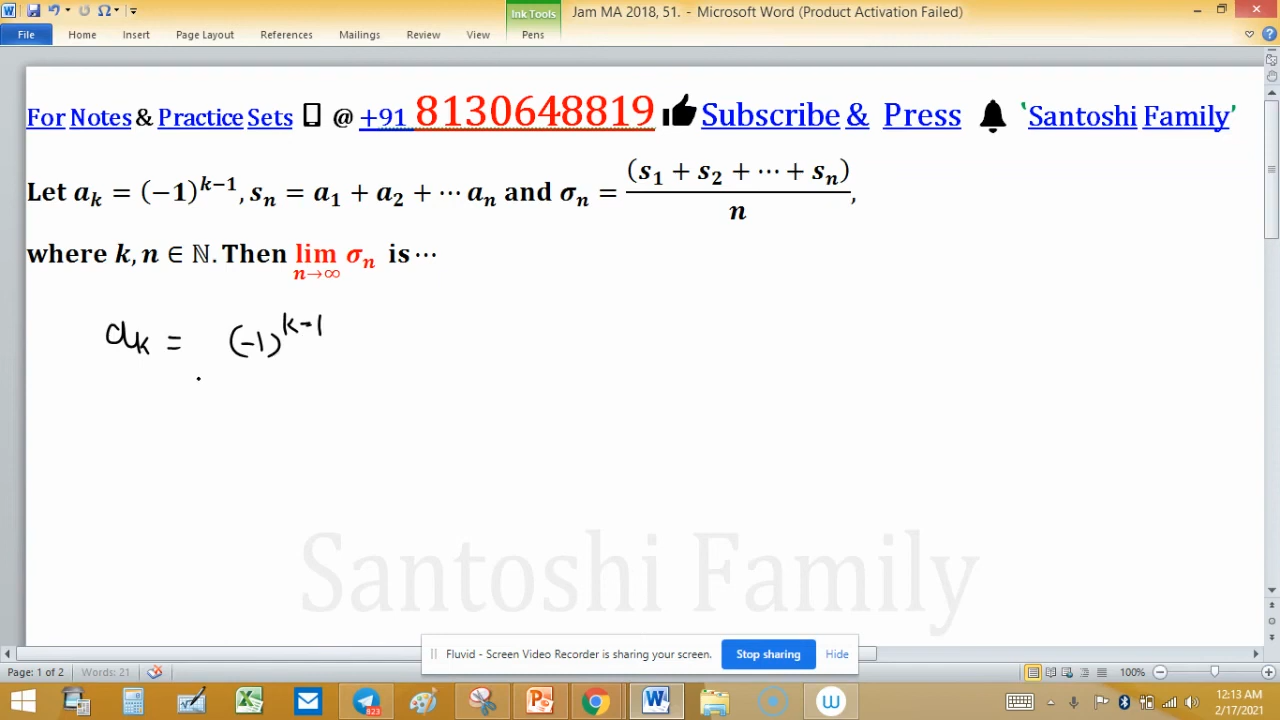 Jam MA 2018, 51. - Microsoft Word (Product Activation Failed)
Ink Tools
File Home Insert Page Layout References Mailings Review View Pens
For Notes & Practice Sets @ +91 8130648819 Subscribe & Press 'Santoshi Family'
Let aₖ = (−1)ᵏ⁻¹, sₙ = a₁ + a₂ + ⋯ aₙ and σₙ = (s₁ + s₂ + ⋯ + sₙ)/n,
where k, n ∈ ℕ. Then lim n→∞ σₙ is ⋯
aₖ = (-1)ᵏ⁻¹
Santoshi Family
Fluvid - Screen Video Recorder is sharing your screen. Stop sharing Hide
Page: 1 of 2 Words: 21 100%
823
W
12:13 AM
2/17/2021